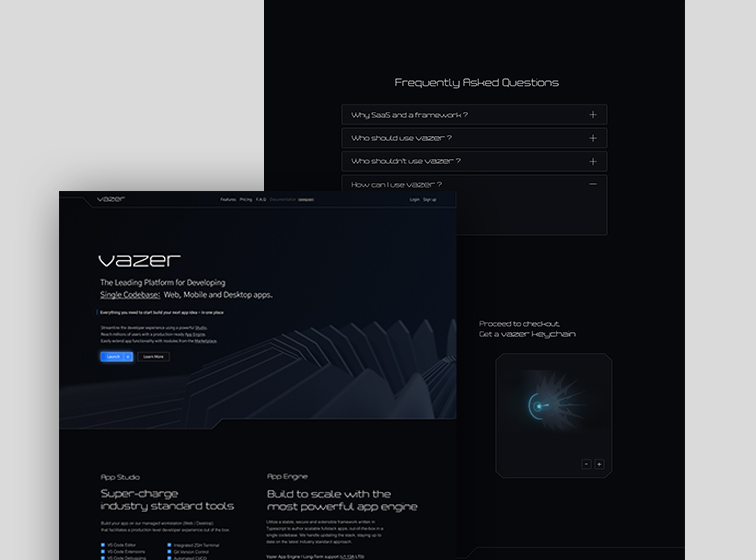 Frequently Asked Questions
Why SaaS and a framework ?
Who should use vazer ?
Who shouldn't use vazer ?
How can I use vazer ?
vazer
Features Pricing F.A.Q Documentation
Login Sign up
vazer
The Leading Platform for Developing
Single Codebase: Web, Mobile and Desktop apps.
Everything you need to start build your next app idea – in one place
Streamline the developer experience using a powerful Studio.
Reach millions of users with a production ready App Engine.
Easily extend app functionality with modules from the Marketplace.
Launch
Learn More
Proceed to checkout,
Get a vazer keychain
- +
App Studio
Super-charge
industry standard tools
Build your app on our managed workstation (Web / Desktop)
that facilitates a production level developer experience out of the box.
VS Code Editor
VS Code Extensions
VS Code Debugging
Integrated ZSH Terminal
Git Version Control
Automated CI/CD
App Engine
Build to scale with the
most powerful app engine
Utilize a stable, secure and extensible framework written in
Typescript to author scalable fullstack apps, out-of-the-box in a
single codebase. We handle updating the stack, staying up to
date on the latest industry standard approach.
Vazer App Engine / Long-Term support